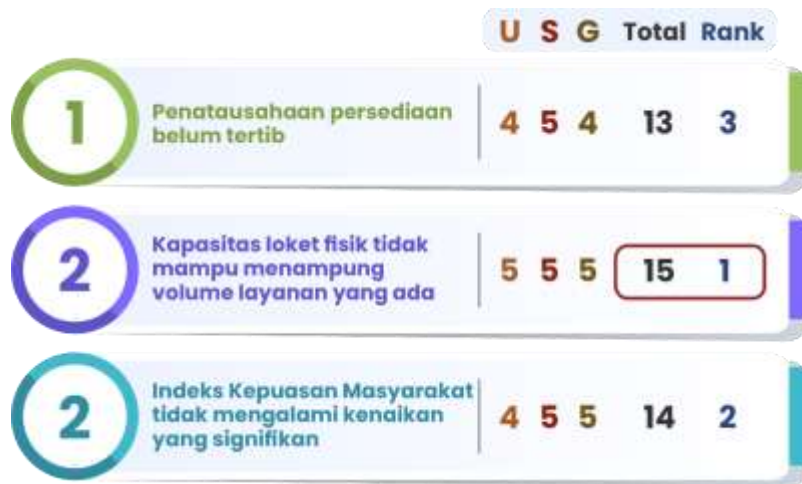 U S G Total Rank
1
Penatausahaan persediaan
belum tertib
4 5 4 13 3
2
Kapasitas loket fisik tidak
mampu menampung
volume layanan yang ada
5 5 5 15 1
2
Indeks Kepuasan Masyarakat
tidak mengalami kenaikan
yang signifikan
4 5 5 14 2